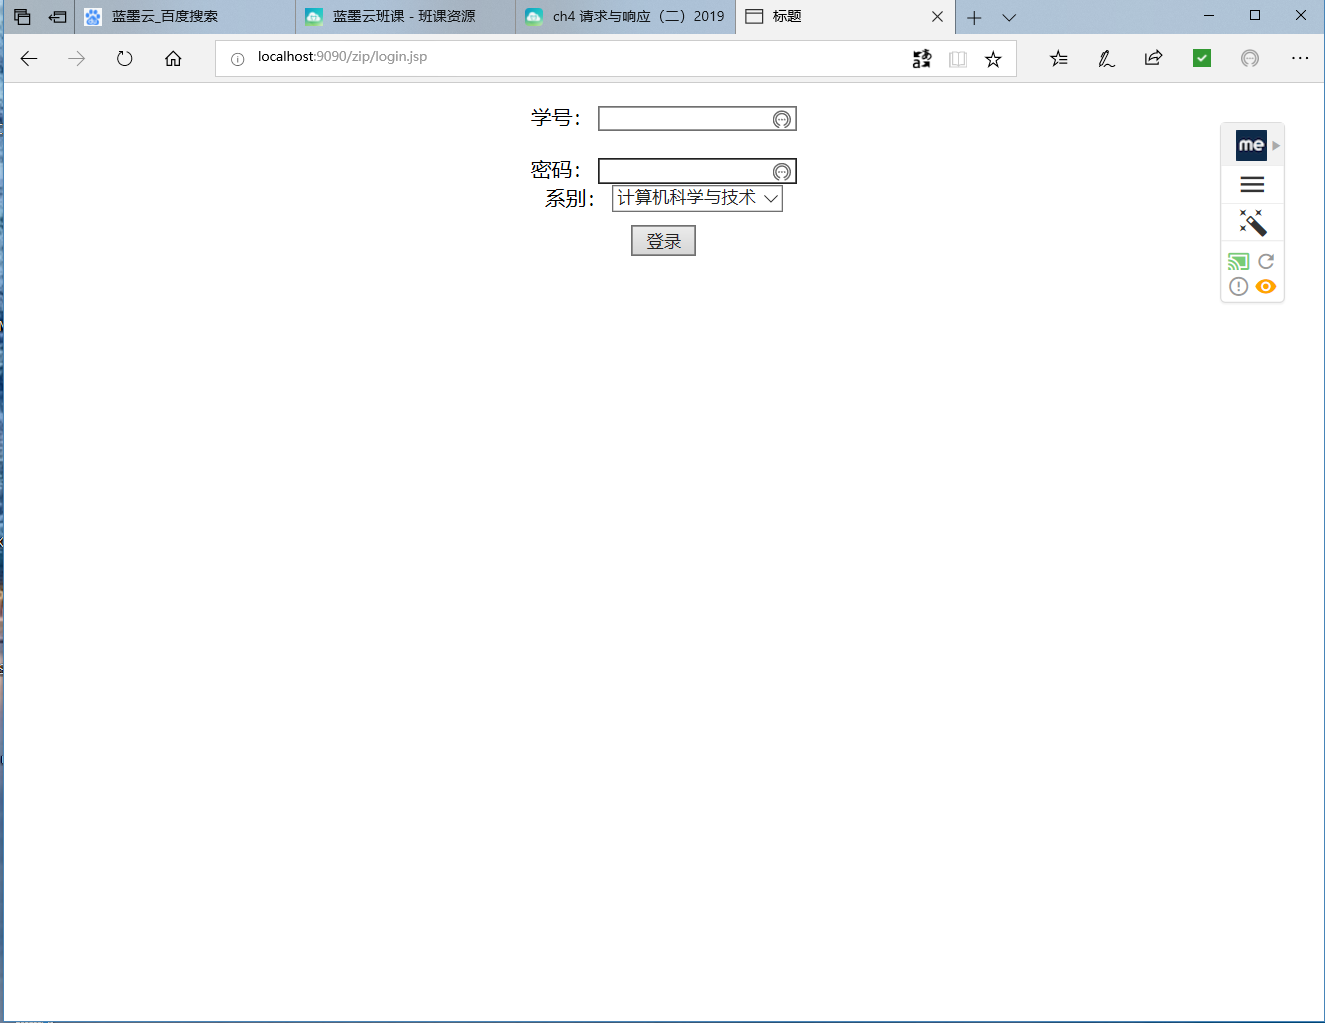 蓝墨云_百度搜索
蓝墨云班课 - 班课资源
ch4 请求与响应（二）2019
标题
localhost:9090/zip/login.jsp
学号：
密码：
系别： 计算机科学与技术
登录
me